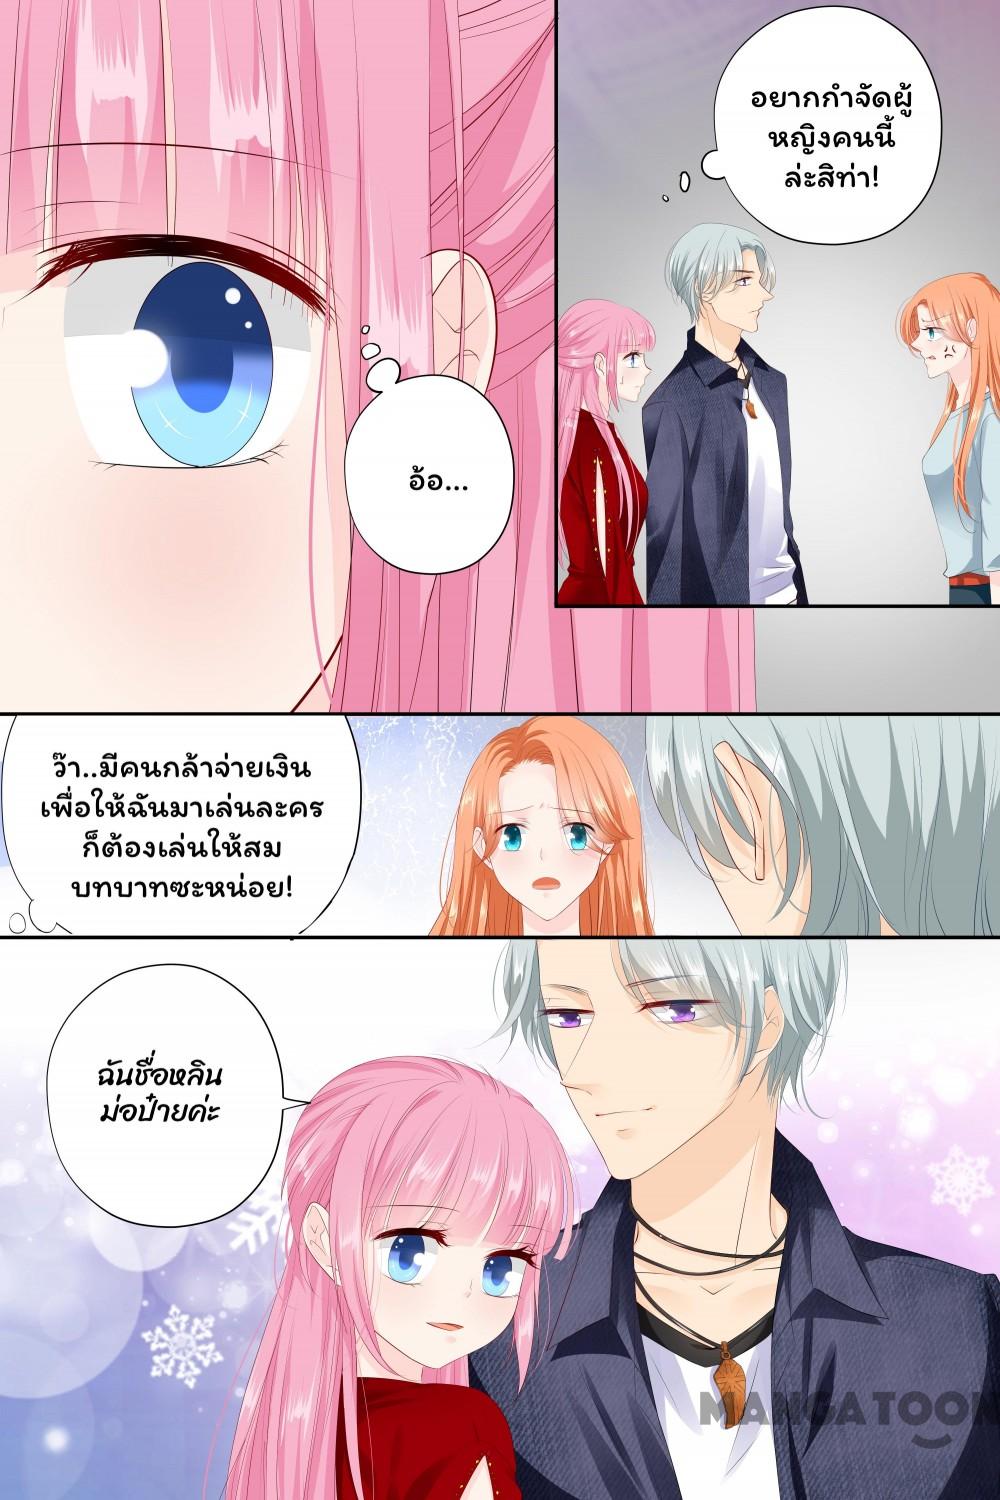 อ้อ...
อยากกำจัดผู้
หญิงคนนี้
ล่ะสิท่า!
ว๊า..มีคนกล้าจ่ายเงิน
เพื่อให้ฉันมาเล่นละคร
ก็ต้องเล่นให้สม
บทบาทซะหน่อย!
ฉันชื่อหลิน
ม่อป๋ายค่ะ
MANGATOON